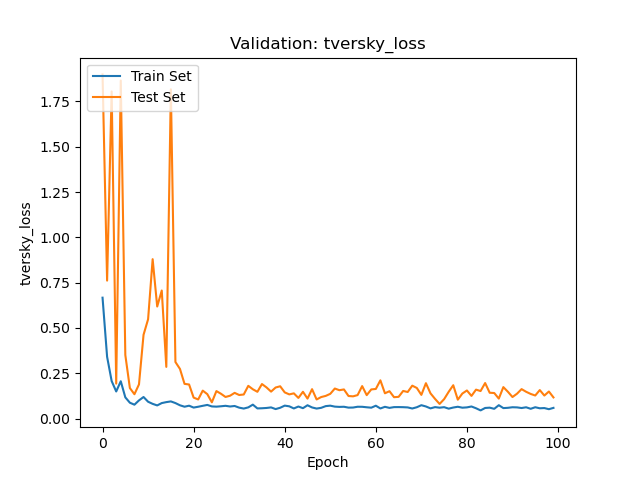 Validation: tversky_loss
Train Set
Test Set
1.75
1.50
1.25
1.00
0.75
0.50
0.25
0.00
tversky_loss
0 20 40 60 80 100
Epoch